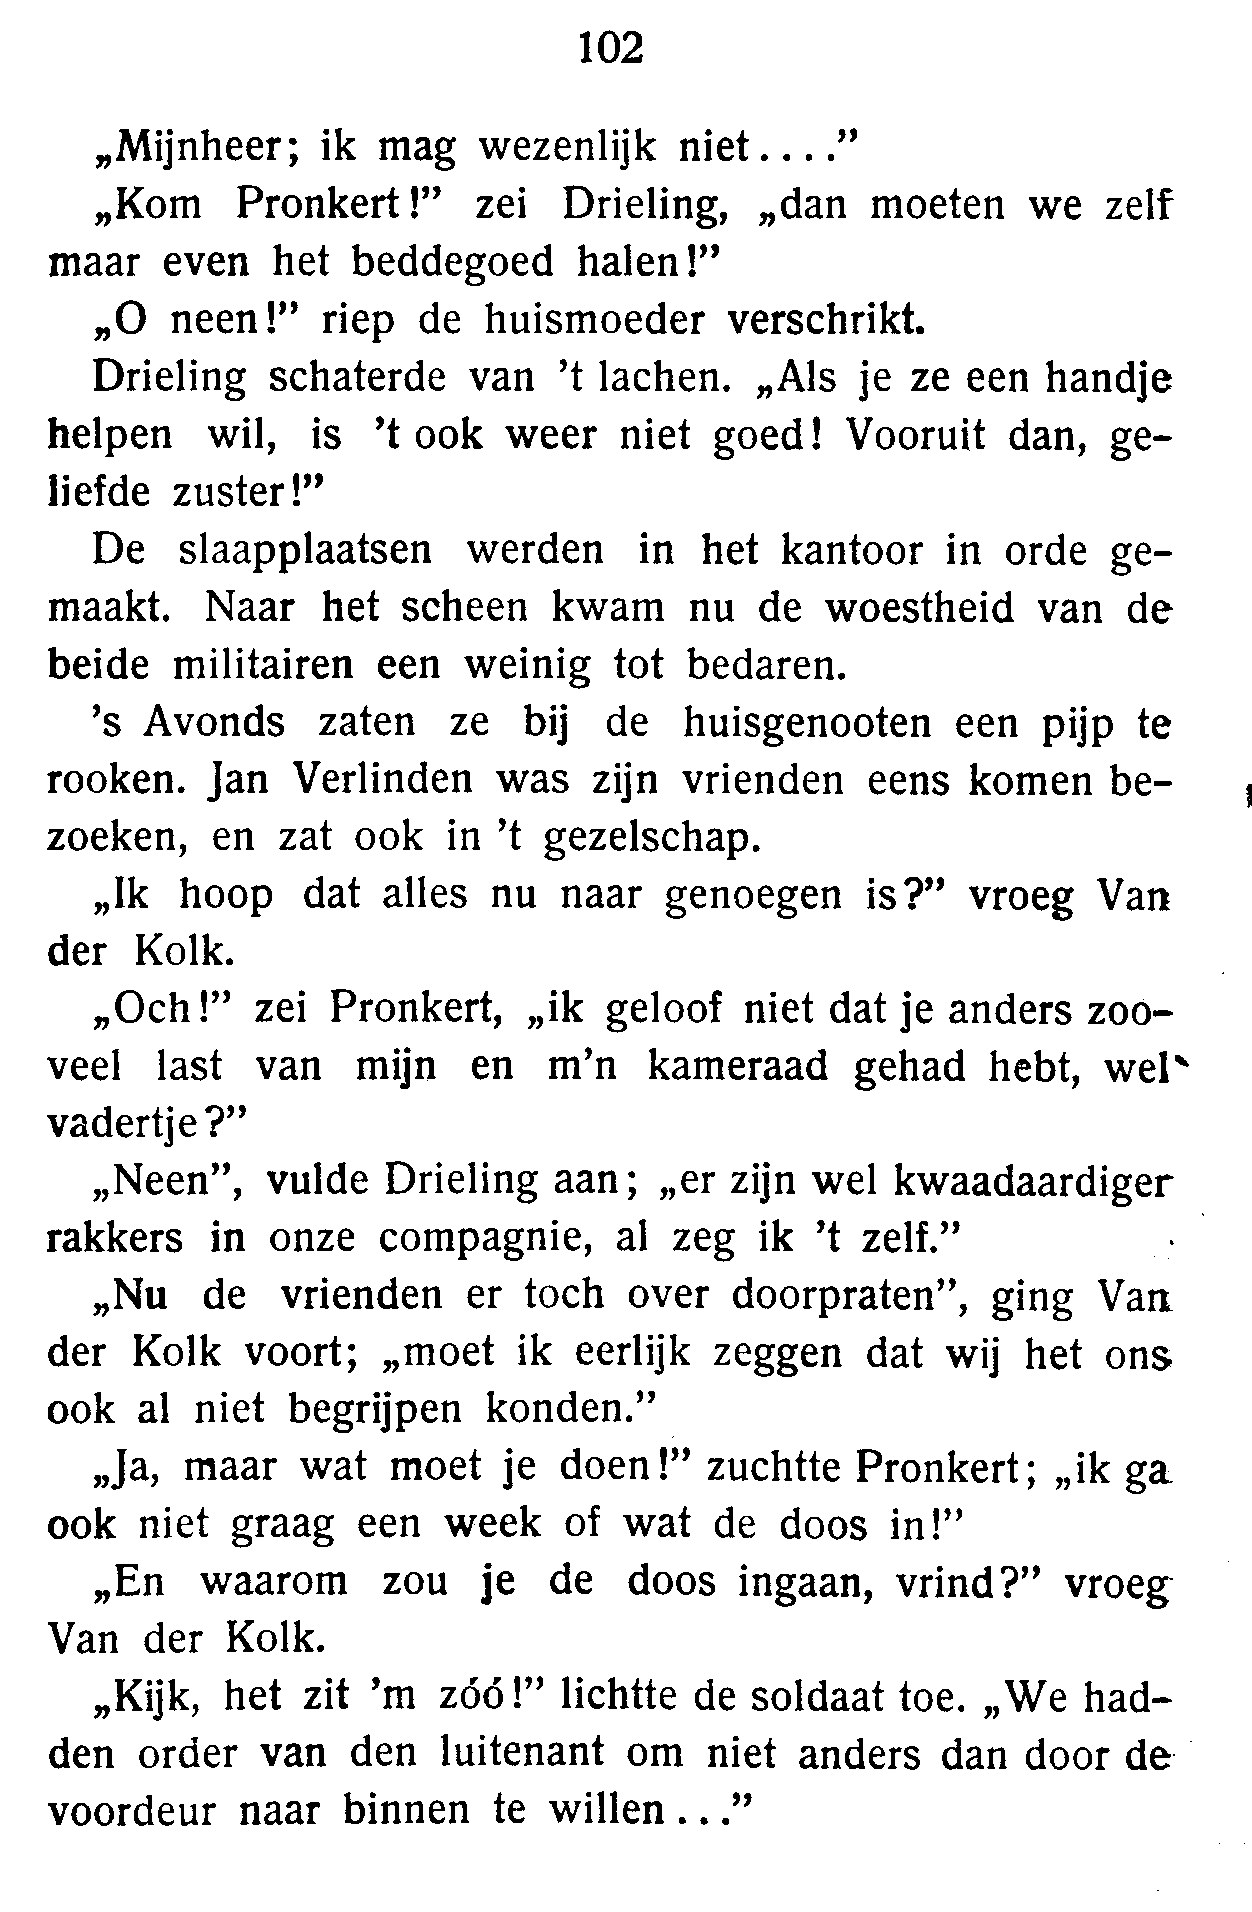 102
„Mijnheer; ik mag wezenlijk niet....”
„Kom Pronkert!” zei Drieling, „dan moeten we zelf
maar even het beddegoed halen!”
„O neen!” riep de huismoeder verschrikt.
Drieling schaterde van ’t lachen. „Als je ze een handje
helpen wil, is ’t ook weer niet goed! Vooruit dan, ge-
liefde zuster!”
De slaapplaatsen werden in het kantoor in orde ge-
maakt. Naar het scheen kwam nu de woestheid van de
beide militairen een weinig tot bedaren.
’s Avonds zaten ze bij de huisgenooten een pijp te
rooken. Jan Verlinden was zijn vrienden eens komen be-
zoeken, en zat ook in ’t gezelschap.
„Ik hoop dat alles nu naar genoegen is?” vroeg Van
der Kolk.
„Och!” zei Pronkert, „ik geloof niet dat je anders zoo-
veel last van mijn en m’n kameraad gehad hebt, wel
vadertje?”
„Neen”, vulde Drieling aan; „er zijn wel kwaadaardiger
rakkers in onze compagnie, al zeg ik ’t zelf.”
„Nu de vrienden er toch over doorpraten”, ging Van
der Kolk voort; „moet ik eerlijk zeggen dat wij het ons
ook al niet begrijpen konden.”
„Ja, maar wat moet je doen!” zuchtte Pronkert; „ik ga
ook niet graag een week of wat de doos in!”
„En waarom zou je de doos ingaan, vrind?” vroeg
Van der Kolk.
„Kijk, het zit ’m zóó!” lichtte de soldaat toe. „We had-
den order van den luitenant om niet anders dan door de
voordeur naar binnen te willen...”